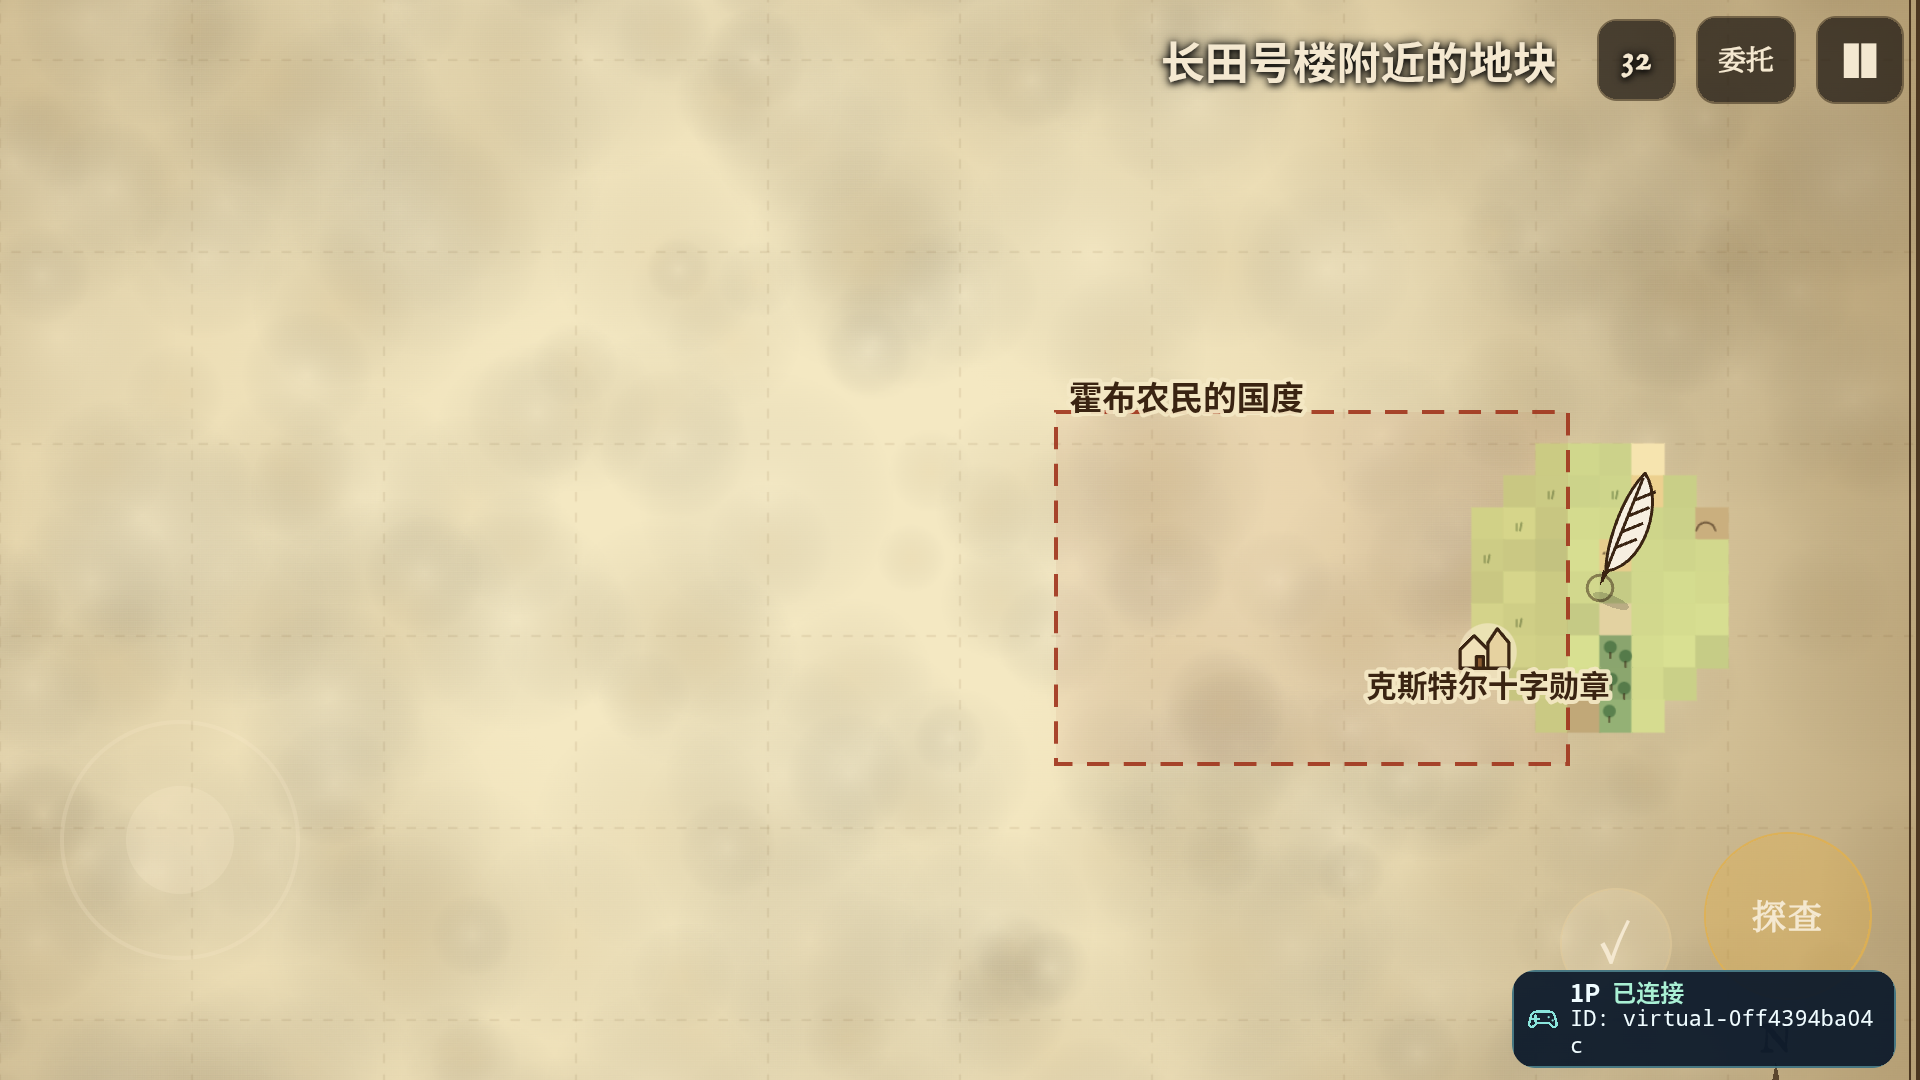 长田号楼附近的地块
32
委托
霍布农民的国度
克斯特尔十字勋章
探查
√
1P 已连接
ID: virtual-0ff4394ba04
c
N